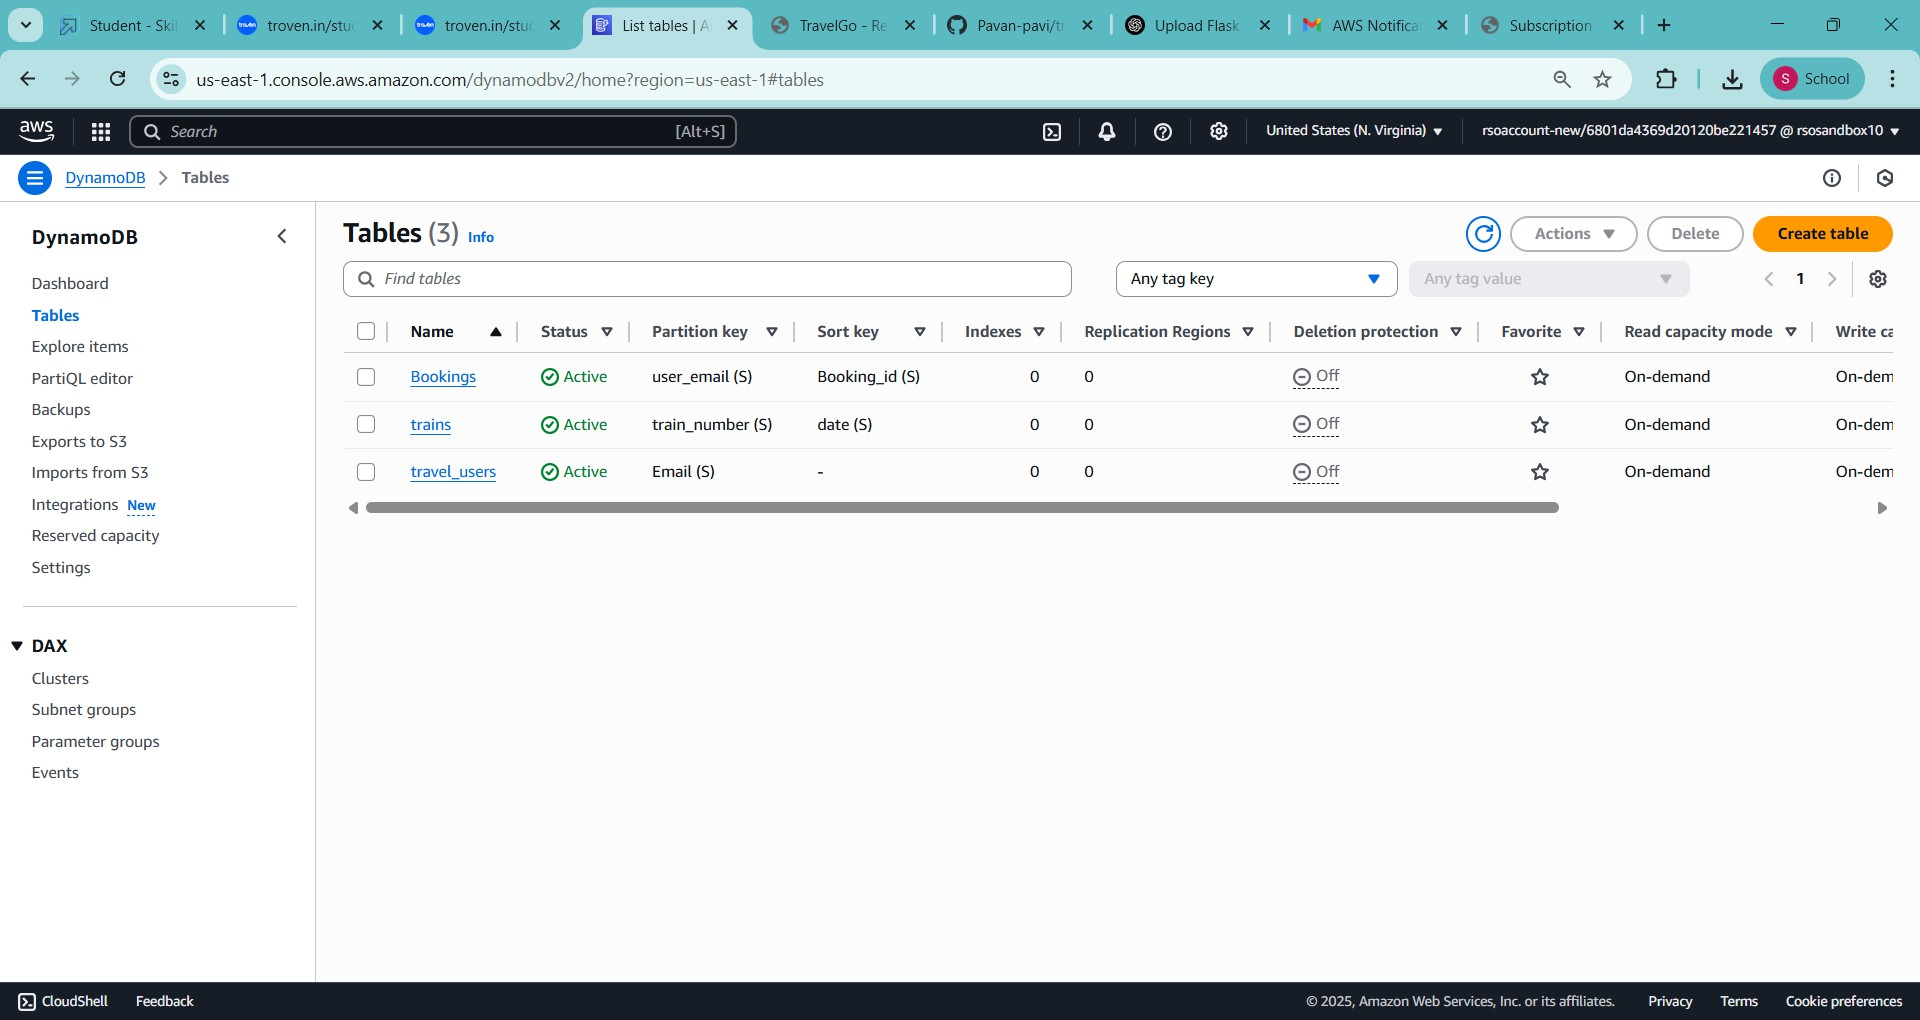 Student - Skil
troven.in/stud
troven.in/stud
List tables | A
TravelGo - Re
Pavan-pavi/tr
Upload Flask
AWS Notifica
Subscription
us-east-1.console.aws.amazon.com/dynamodbv2/home?region=us-east-1#tables
S School
aws
Search [Alt+S]
United States (N. Virginia)
rsoaccount-new/6801da4369d20120be221457 @ rsosandbox10
DynamoDB > Tables
DynamoDB
Dashboard
Tables
Explore items
PartiQL editor
Backups
Exports to S3
Imports from S3
Integrations New
Reserved capacity
Settings
DAX
Clusters
Subnet groups
Parameter groups
Events
Tables (3) Info
Actions
Delete
Create table
Find tables
Any tag key
Any tag value
1
Name Status Partition key Sort key Indexes Replication Regions Deletion protection Favorite Read capacity mode Write ca
Bookings Active user_email (S) Booking_id (S) 0 0 Off On-demand On-dem
trains Active train_number (S) date (S) 0 0 Off On-demand On-dem
travel_users Active Email (S) - 0 0 Off On-demand On-dem
CloudShell Feedback © 2025, Amazon Web Services, Inc. or its affiliates. Privacy Terms Cookie preferences